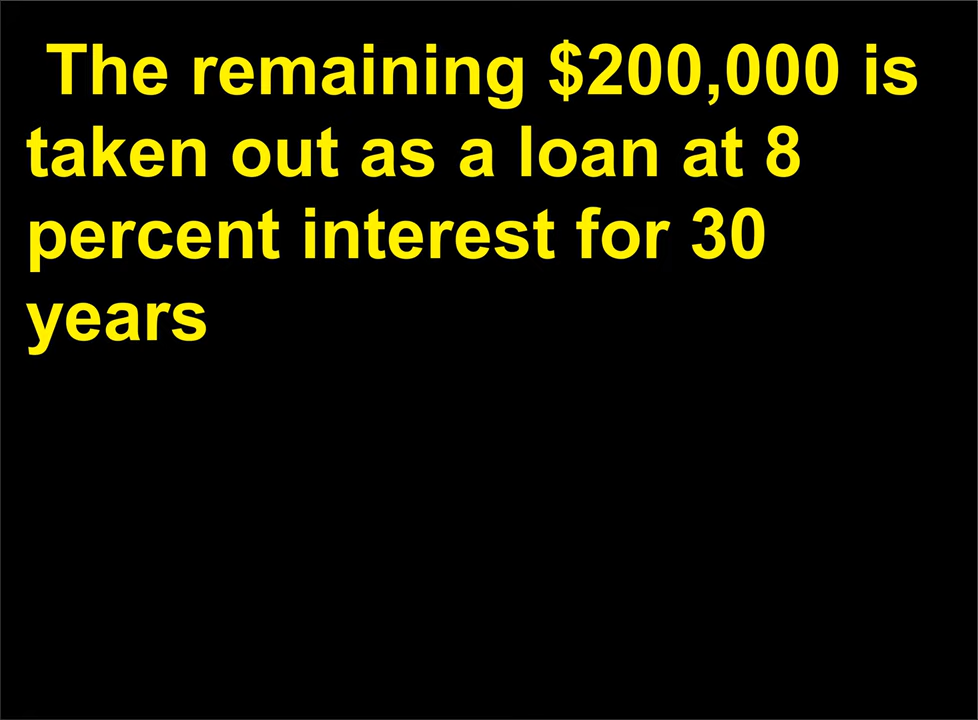 The remaining $200,000 is
taken out as a loan at 8
percent interest for 30
years